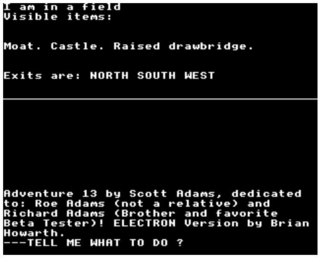 I am in a field
Visible items:
Moat. Castle. Raised drawbridge.
Exits are: NORTH SOUTH WEST
Adventure 13 by Scott Adams, dedicated
to: Roe Adams (not a relative) and
Richard Adams (Brother and favorite
Beta Tester)! ELECTRON Version by Brian
Howarth.
---TELL ME WHAT TO DO ?